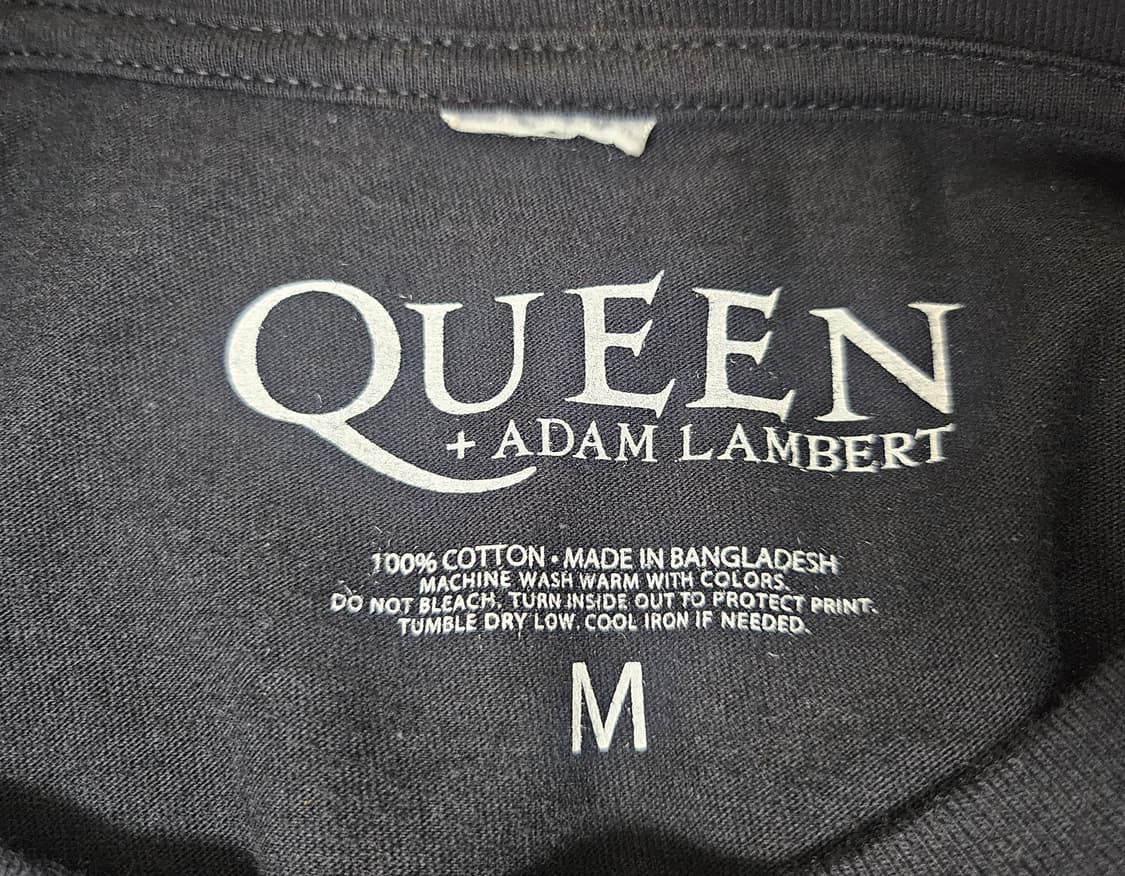 QUEEN
+ ADAM LAMBERT
100% COTTON • MADE IN BANGLADESH
MACHINE WASH WARM WITH COLORS.
DO NOT BLEACH. TURN INSIDE OUT TO PROTECT PRINT.
TUMBLE DRY LOW. COOL IRON IF NEEDED.
M